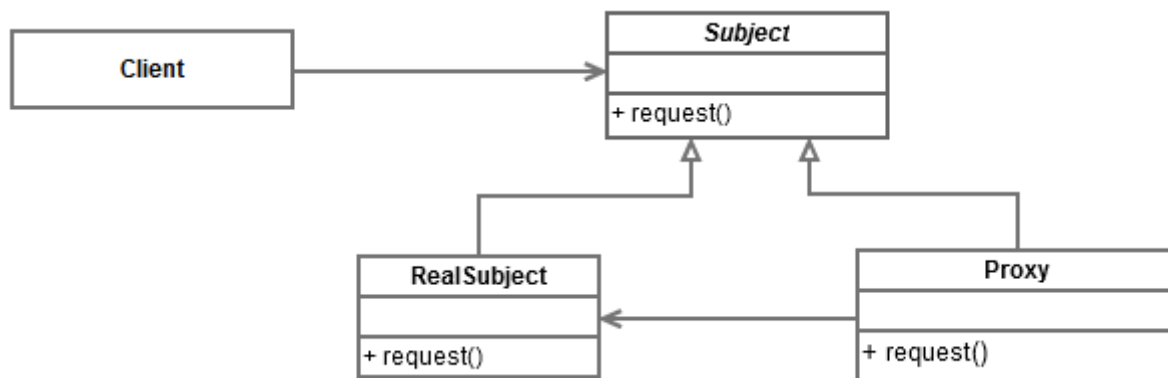 Client
Subject
+ request()
RealSubject
+ request()
Proxy
+ request()